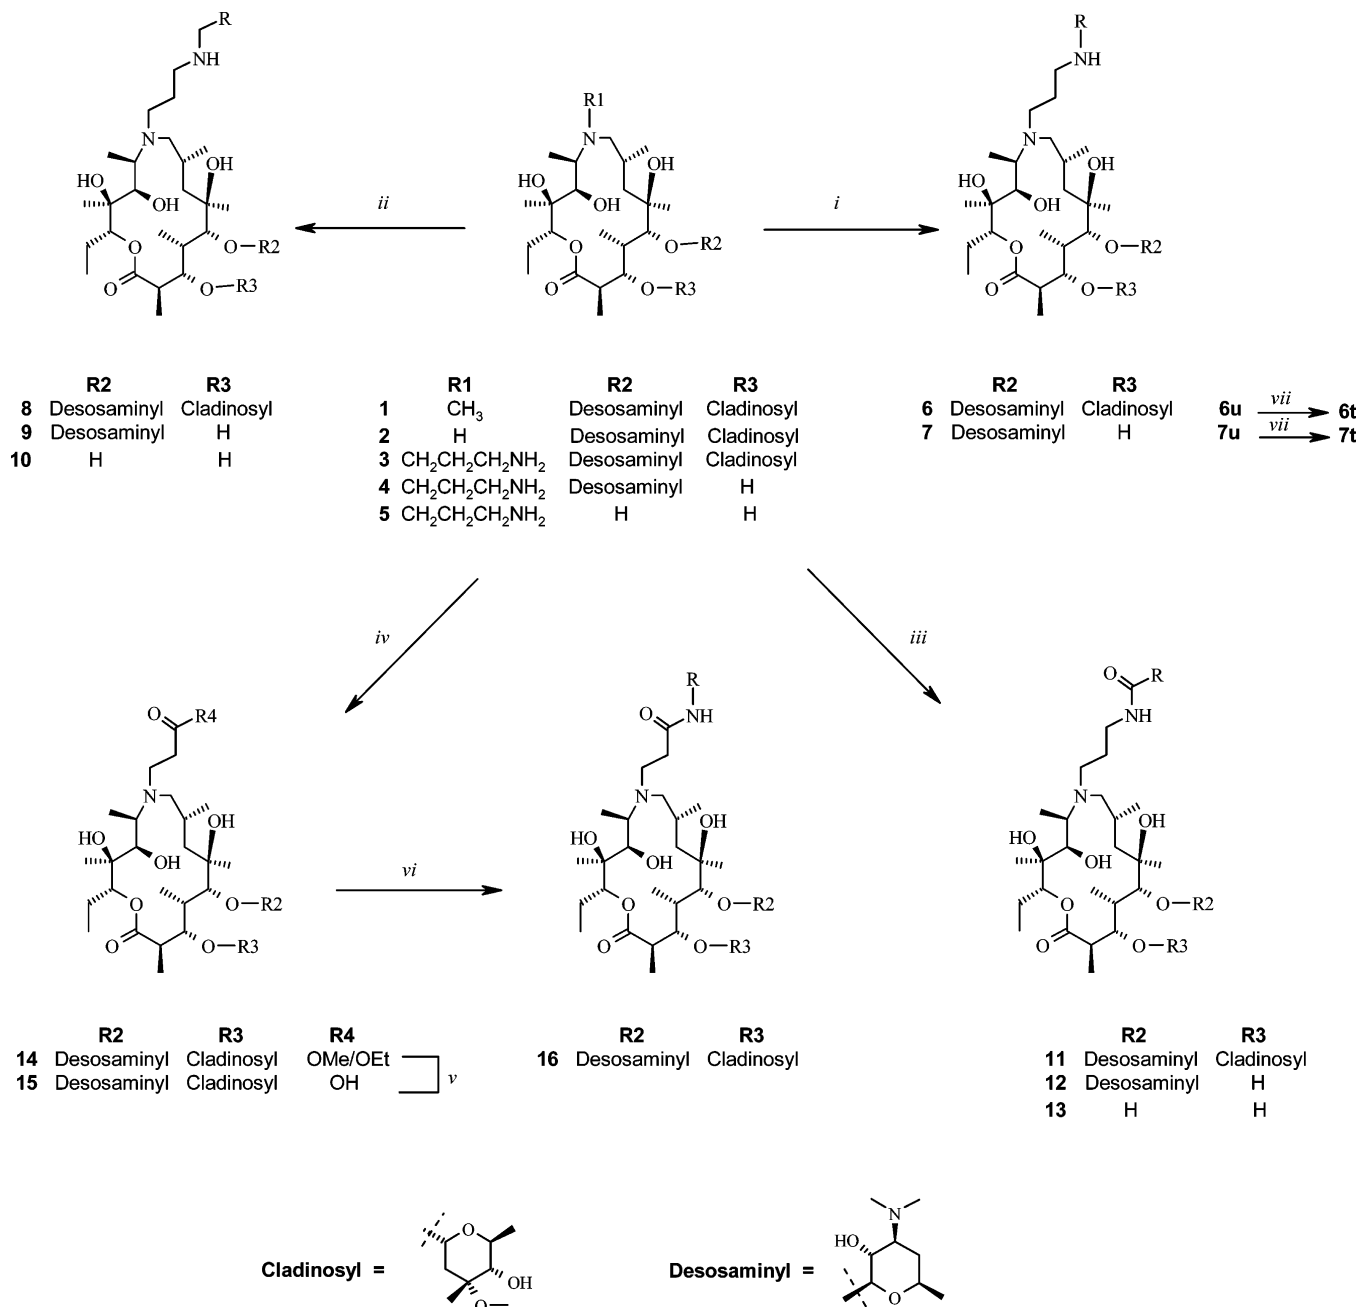 R
NH
N
HO
OH
OH
O
O
O—R2
O—R3
ii
R1
N
HO
OH
OH
O
O
O—R2
O—R3
i
R
NH
N
HO
OH
OH
O
O
O—R2
O—R3
R2 R3
8 Desosaminyl Cladinosyl
9 Desosaminyl H
10 H H
R1 R2 R3
1 CH₃ Desosaminyl Cladinosyl
2 H Desosaminyl Cladinosyl
3 CH₂CH₂CH₂NH₂ Desosaminyl Cladinosyl
4 CH₂CH₂CH₂NH₂ Desosaminyl H
5 CH₂CH₂CH₂NH₂ H H
R2 R3
6 Desosaminyl Cladinosyl 6u vii 6t
7 Desosaminyl H 7u vii 7t
iv
iii
O R4
N
HO
OH
OH
O
O
O—R2
O—R3
vi
R
O NH
N
HO
OH
OH
O
O
O—R2
O—R3
O R
NH
N
HO
OH
OH
O
O
O—R2
O—R3
R2 R3 R4
14 Desosaminyl Cladinosyl OMe/OEt
15 Desosaminyl Cladinosyl OH v
R2 R3
16 Desosaminyl Cladinosyl
R2 R3
11 Desosaminyl Cladinosyl
12 Desosaminyl H
13 H H
Cladinosyl =
O
OH
O
Desosaminyl =
N
HO
O